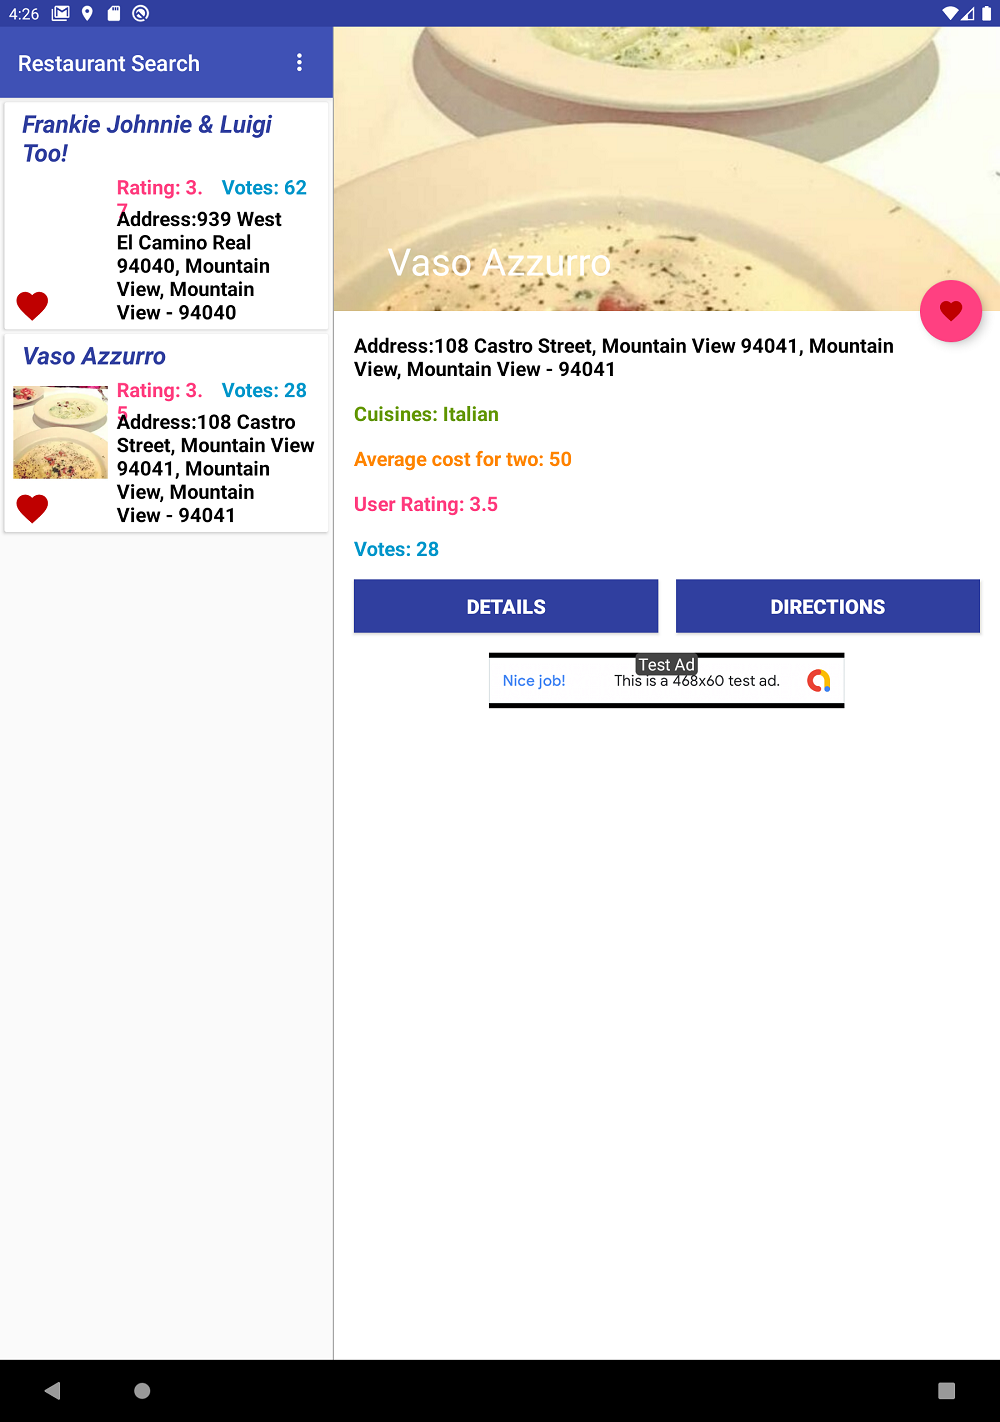 4:26
Restaurant Search
Frankie Johnnie & Luigi
Too!
Rating: 3.
7
Votes: 62
Address:939 West
El Camino Real
94040, Mountain
View, Mountain
View - 94040
Vaso Azzurro
Rating: 3.
5
Votes: 28
Address:108 Castro
Street, Mountain View
94041, Mountain
View, Mountain
View - 94041
Vaso Azzurro
Address:108 Castro Street, Mountain View 94041, Mountain
View, Mountain View - 94041
Cuisines: Italian
Average cost for two: 50
User Rating: 3.5
Votes: 28
DETAILS
DIRECTIONS
Test Ad
Nice job!
This is a 468x60 test ad.